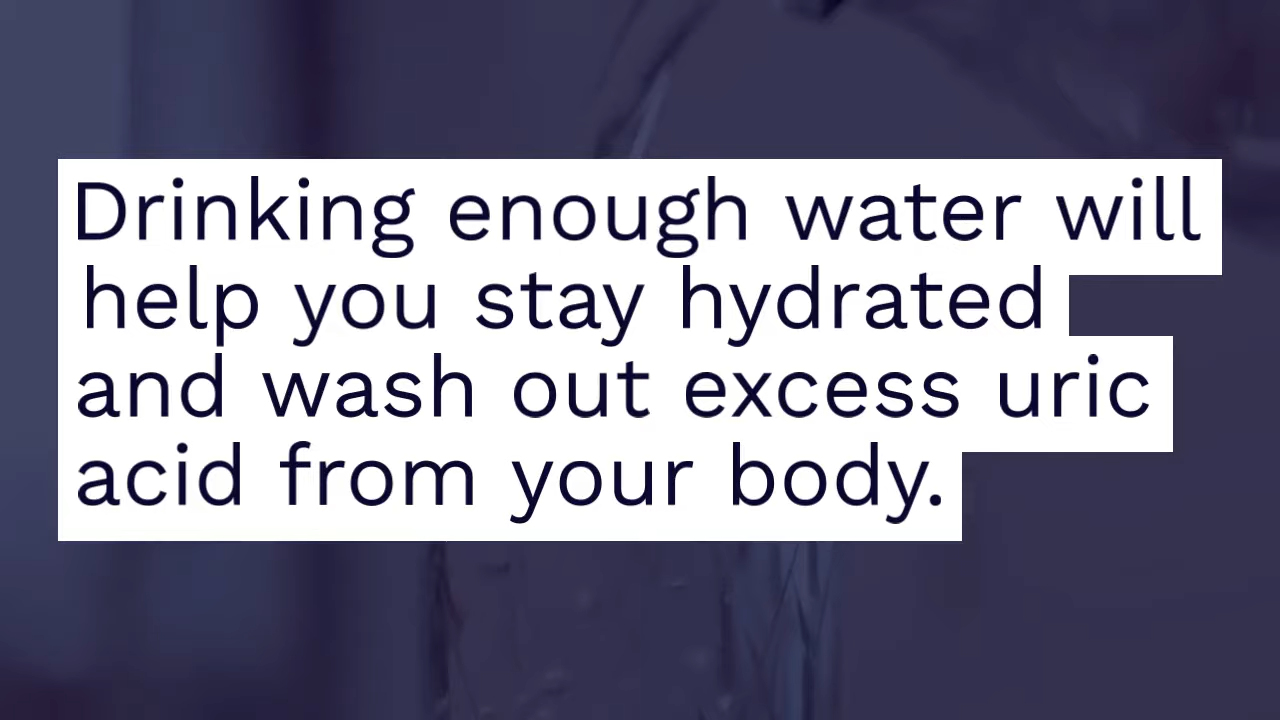 Drinking enough water will
help you stay hydrated
and wash out excess uric
acid from your body.